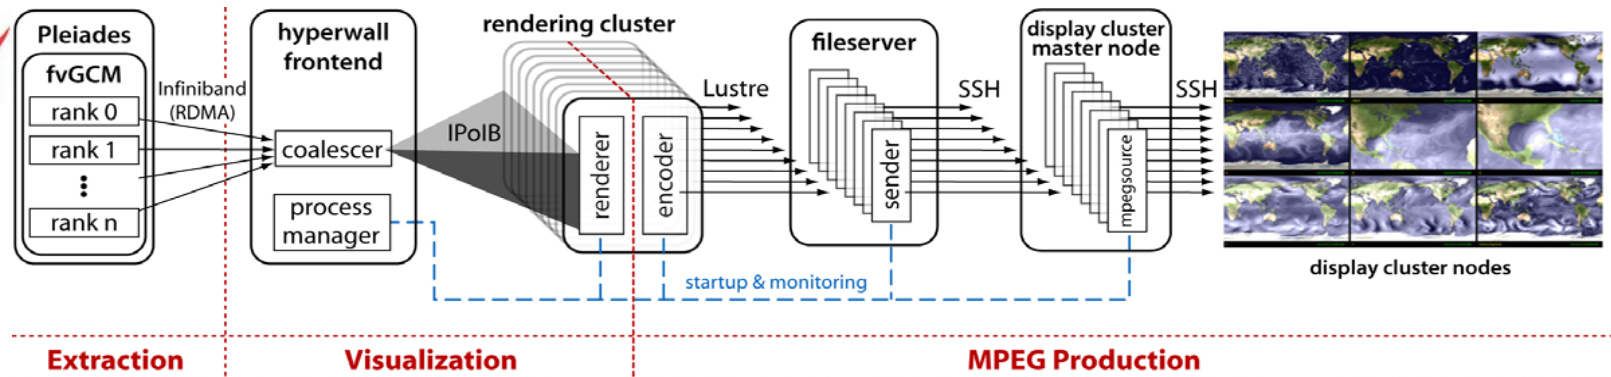 Pleiades
fvGCM
rank 0
rank 1
rank n
Infiniband
(RDMA)
hyperwall
frontend
coalescer
process
manager
IPoIB
rendering cluster
renderer
encoder
Lustre
fileserver
sender
SSH
display cluster
master node
mpegsource
SSH
display cluster nodes
startup & monitoring
Extraction
Visualization
MPEG Production